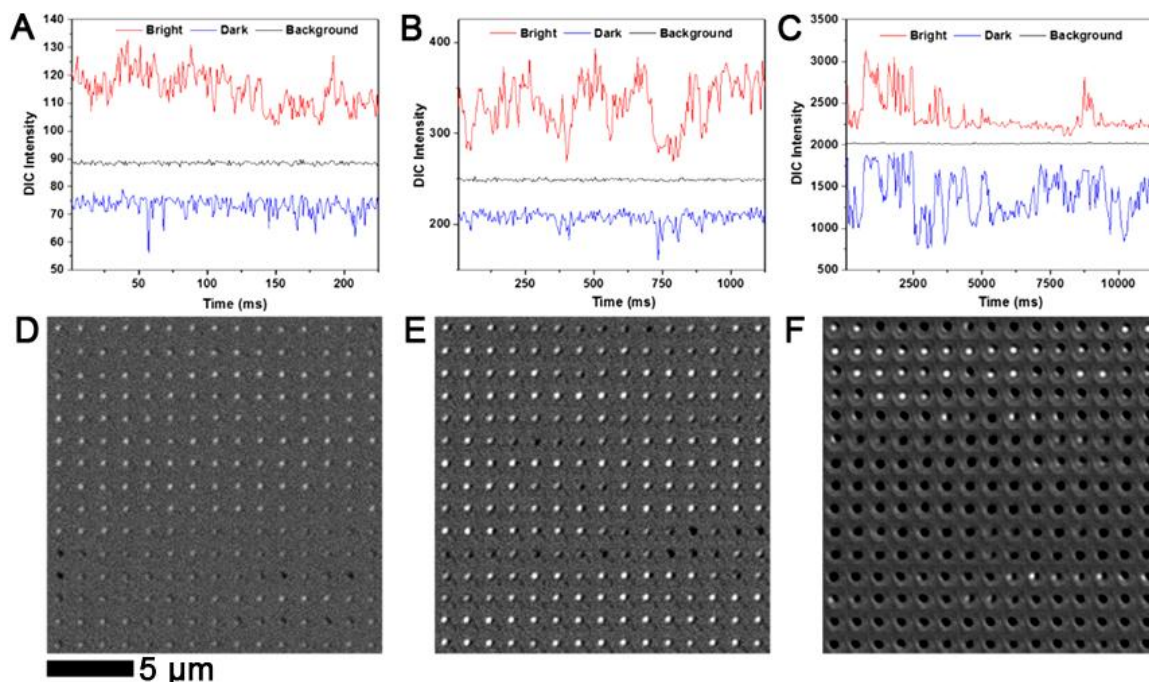 A
Bright Dark Background
140
130
120
110
100
90
80
70
60
50
DIC Intensity
50 100 150 200
Time (ms)
B
Bright Dark Background
400
300
200
DIC Intensity
250 500 750 1000
Time (ms)
C
Bright Dark Background
3500
3000
2500
2000
1500
1000
500
DIC Intensity
2500 5000 7500 10000
Time (ms)
D
E
F
5 µm